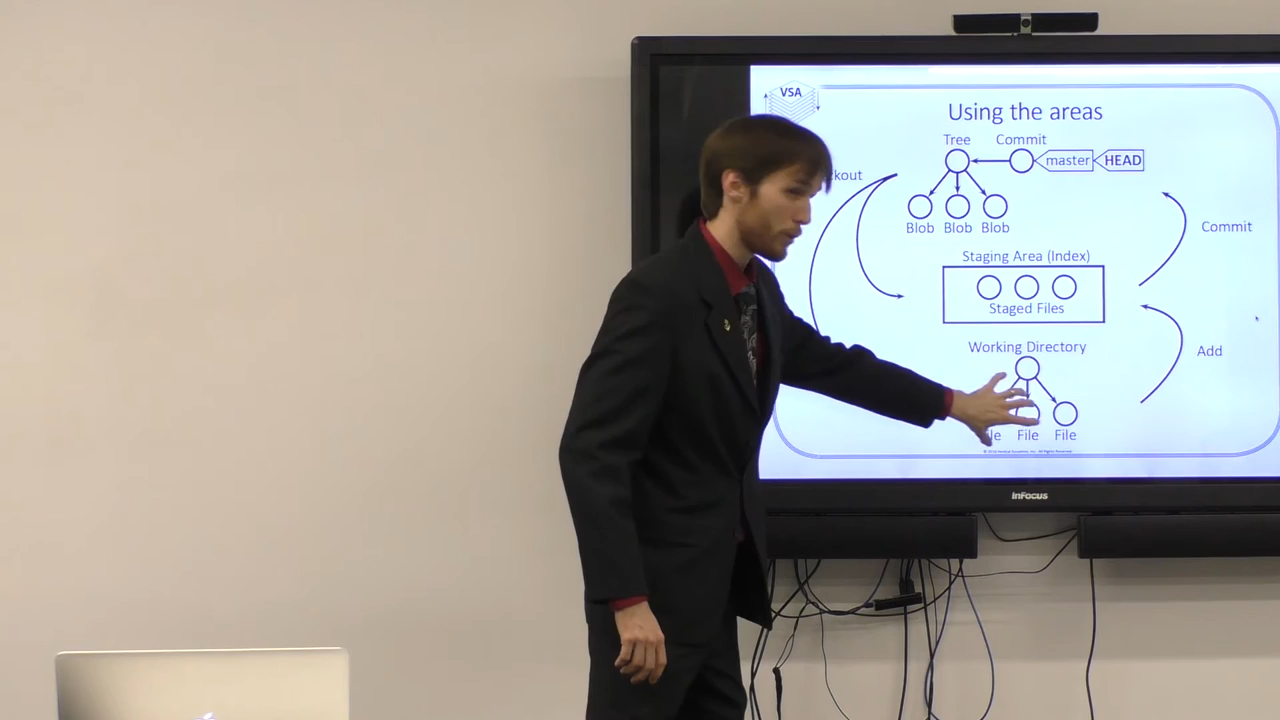 VSA
Using the areas
Tree Commit
master HEAD
kout
Blob Blob Blob
Commit
Staging Area (Index)
Staged Files
Working Directory
Add
le File File
InFocus